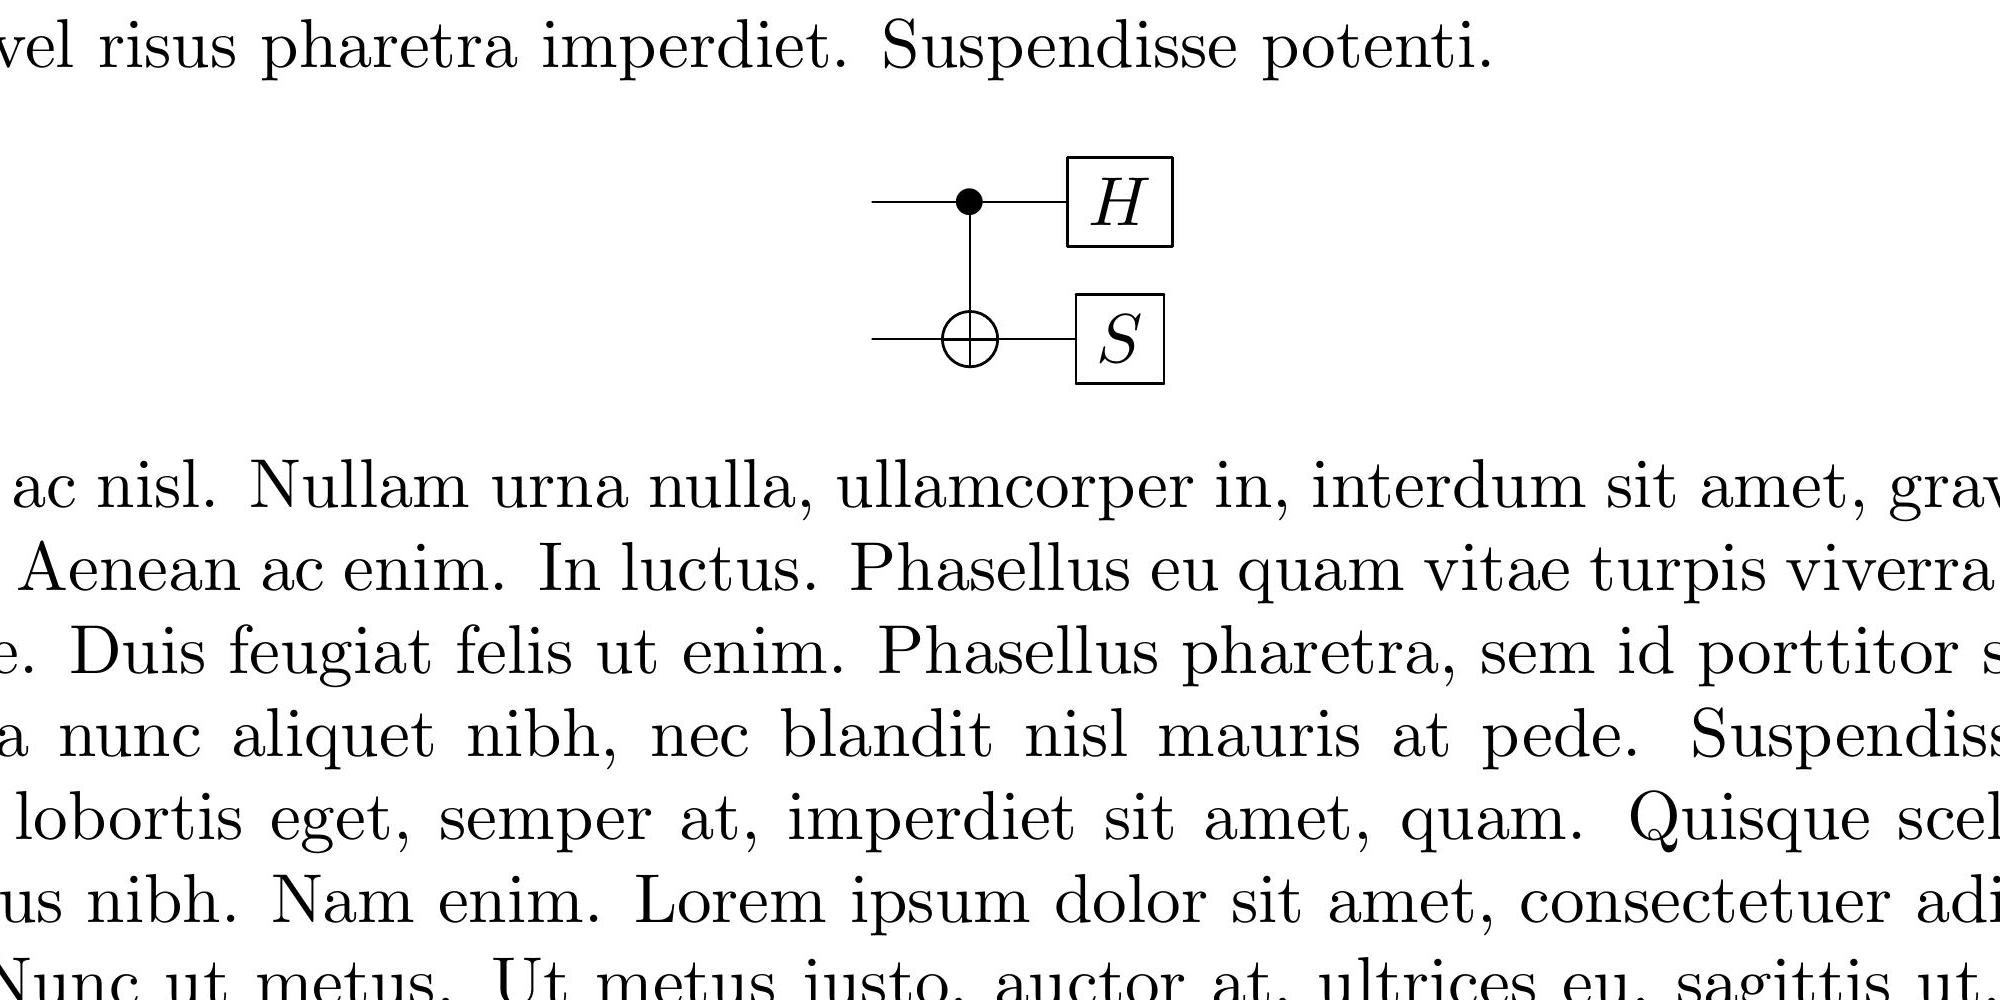 vel risus pharetra imperdiet. Suspendisse potenti.
H
S
ac nisl. Nullam urna nulla, ullamcorper in, interdum sit amet, grav
Aenean ac enim. In luctus. Phasellus eu quam vitae turpis viverra
e. Duis feugiat felis ut enim. Phasellus pharetra, sem id porttitor s
a nunc aliquet nibh, nec blandit nisl mauris at pede. Suspendiss
lobortis eget, semper at, imperdiet sit amet, quam. Quisque scel
us nibh. Nam enim. Lorem ipsum dolor sit amet, consectetuer adi
Nunc ut metus. Ut metus justo, auctor at, ultrices eu, sagittis ut,